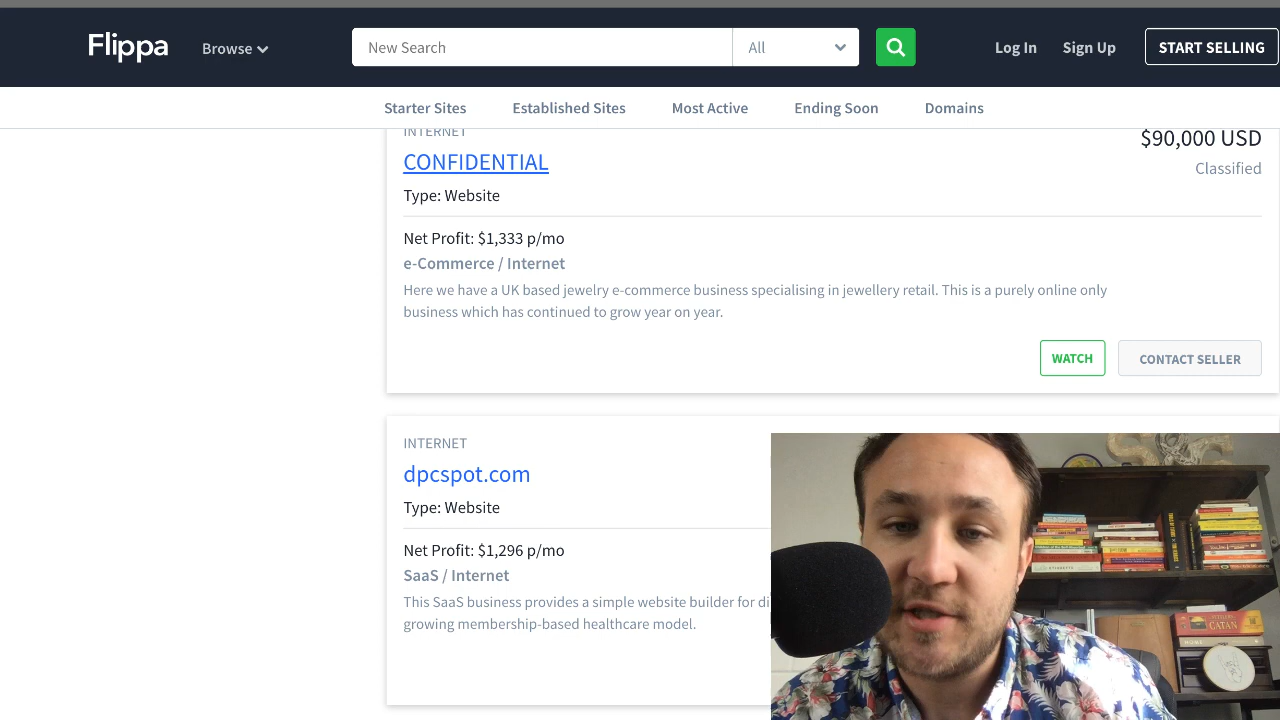 Flippa
Browse
New Search
All
Log In
Sign Up
START SELLING
Starter Sites
Established Sites
Most Active
Ending Soon
Domains
INTERNET
$90,000 USD
CONFIDENTIAL
Classified
Type: Website
Net Profit: $1,333 p/mo
e-Commerce / Internet
Here we have a UK based jewelry e-commerce business specialising in jewellery retail. This is a purely online only
business which has continued to grow year on year.
WATCH
CONTACT SELLER
INTERNET
dpcspot.com
Type: Website
Net Profit: $1,296 p/mo
SaaS / Internet
This SaaS business provides a simple website builder for di
growing membership-based healthcare model.
CATAN